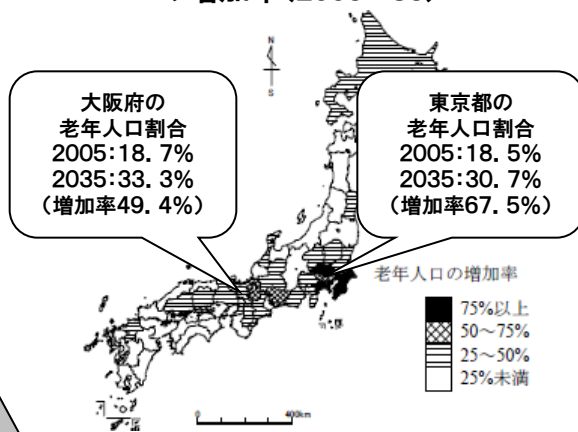 N
S
大阪府の
老年人口割合
2005:18.7%
2035:33.3%
(増加率49.4%)
東京都の
老年人口割合
2005:18.5%
2035:30.7%
(増加率67.5%)
老年人口の増加率
75%以上
50~75%
25~50%
25%未満
0
400km